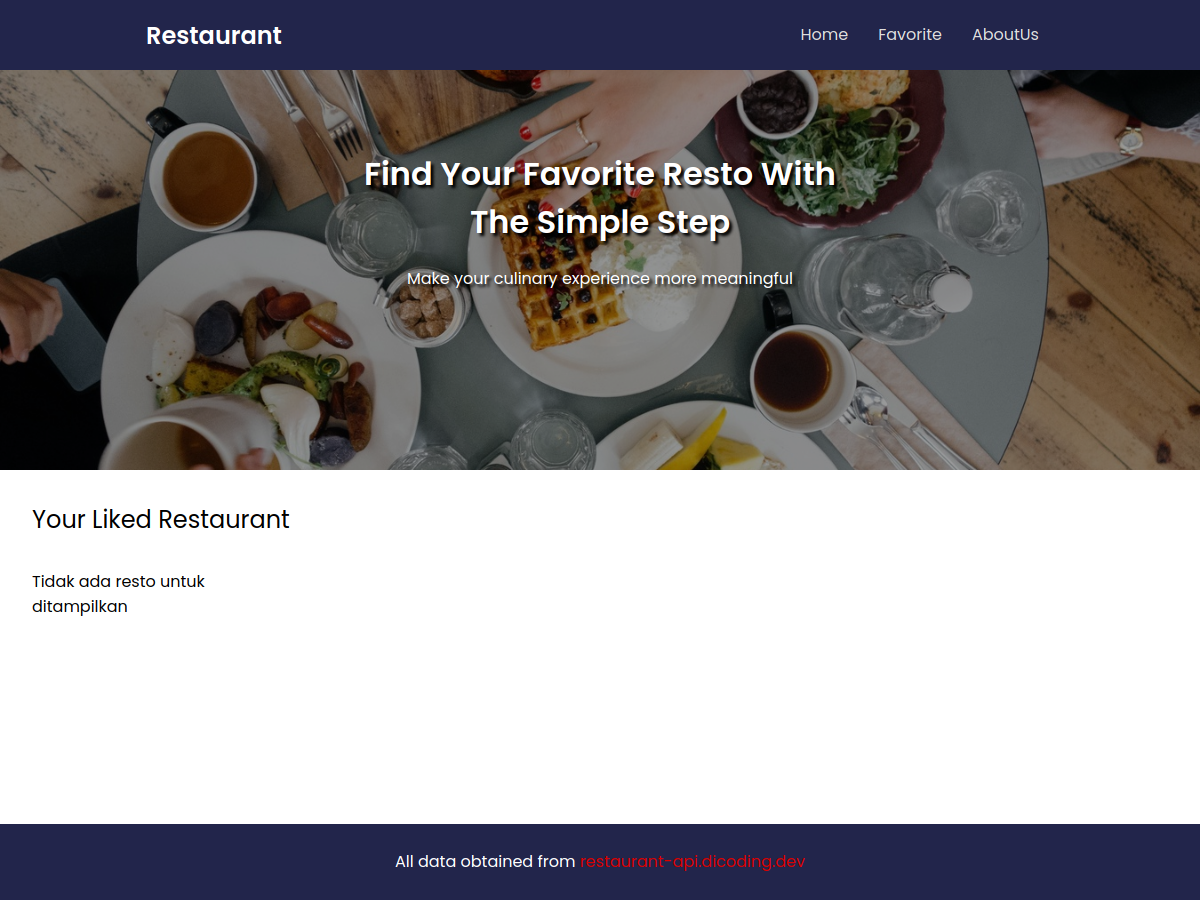 Restaurant
Home Favorite AboutUs
Find Your Favorite Resto With
The Simple Step
Make your culinary experience more meaningful
Your Liked Restaurant
Tidak ada resto untuk
ditampilkan
All data obtained from restaurant-api.dicoding.dev